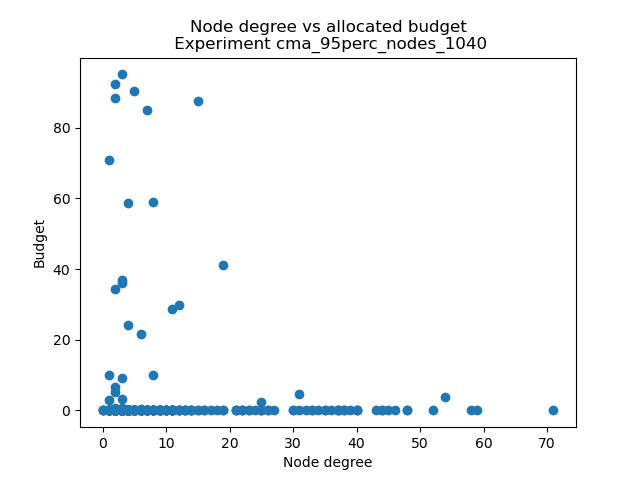 Node degree vs allocated budget
Experiment cma_95perc_nodes_1040
80
60
40
20
0
Budget
0 10 20 30 40 50 60 70
Node degree